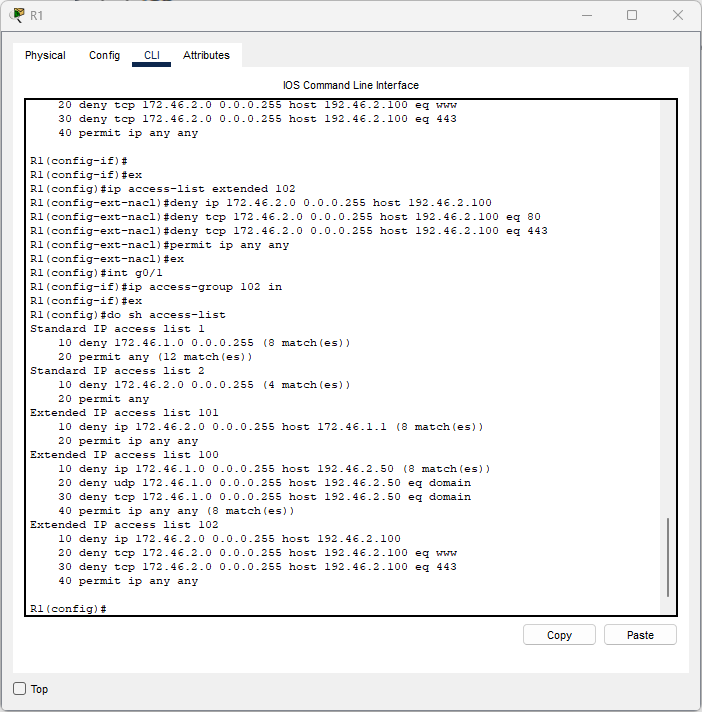 R1
Physical Config CLI Attributes
IOS Command Line Interface
20 deny tcp 172.46.2.0 0.0.0.255 host 192.46.2.100 eq www
30 deny tcp 172.46.2.0 0.0.0.255 host 192.46.2.100 eq 443
40 permit ip any any
R1(config-if)#
R1(config-if)#ex
R1(config)#ip access-list extended 102
R1(config-ext-nacl)#deny ip 172.46.2.0 0.0.0.255 host 192.46.2.100
R1(config-ext-nacl)#deny tcp 172.46.2.0 0.0.0.255 host 192.46.2.100 eq 80
R1(config-ext-nacl)#deny tcp 172.46.2.0 0.0.0.255 host 192.46.2.100 eq 443
R1(config-ext-nacl)#permit ip any any
R1(config-ext-nacl)#ex
R1(config)#int g0/1
R1(config-if)#ip access-group 102 in
R1(config-if)#ex
R1(config)#do sh access-list
Standard IP access list 1
10 deny 172.46.1.0 0.0.0.255 (8 match(es))
20 permit any (12 match(es))
Standard IP access list 2
10 deny 172.46.2.0 0.0.0.255 (4 match(es))
20 permit any
Extended IP access list 101
10 deny ip 172.46.2.0 0.0.0.255 host 172.46.1.1 (8 match(es))
20 permit ip any any
Extended IP access list 100
10 deny ip 172.46.1.0 0.0.0.255 host 192.46.2.50 (8 match(es))
20 deny udp 172.46.1.0 0.0.0.255 host 192.46.2.50 eq domain
30 deny tcp 172.46.1.0 0.0.0.255 host 192.46.2.50 eq domain
40 permit ip any any (8 match(es))
Extended IP access list 102
10 deny ip 172.46.2.0 0.0.0.255 host 192.46.2.100
20 deny tcp 172.46.2.0 0.0.0.255 host 192.46.2.100 eq www
30 deny tcp 172.46.2.0 0.0.0.255 host 192.46.2.100 eq 443
40 permit ip any any
R1(config)#
Copy Paste
Top